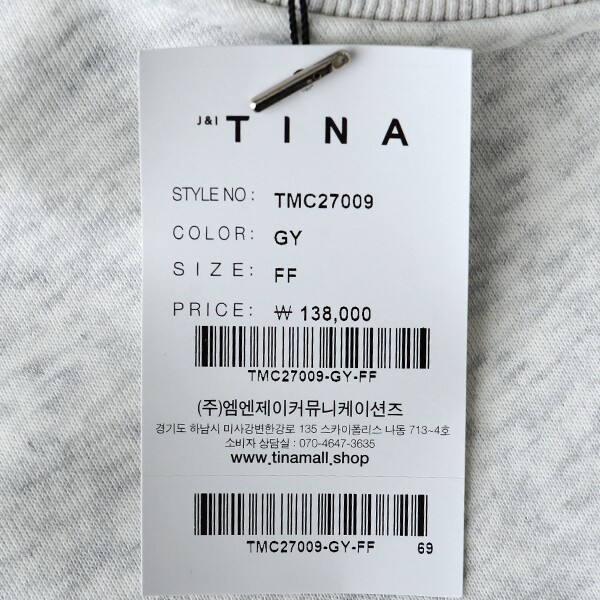 J&I TINA
STYLE NO: TMC27009
COLOR: GY
SIZE: FF
PRICE: ₩ 138,000
TMC27009-GY-FF
(주)엠엔제이커뮤니케이션즈
경기도 하남시 미사강변한강로 135 스카이폴리스 나동 713~4호
소비자 상담실 : 070-4647-3635
www.tinamall.shop
TMC27009-GY-FF 69